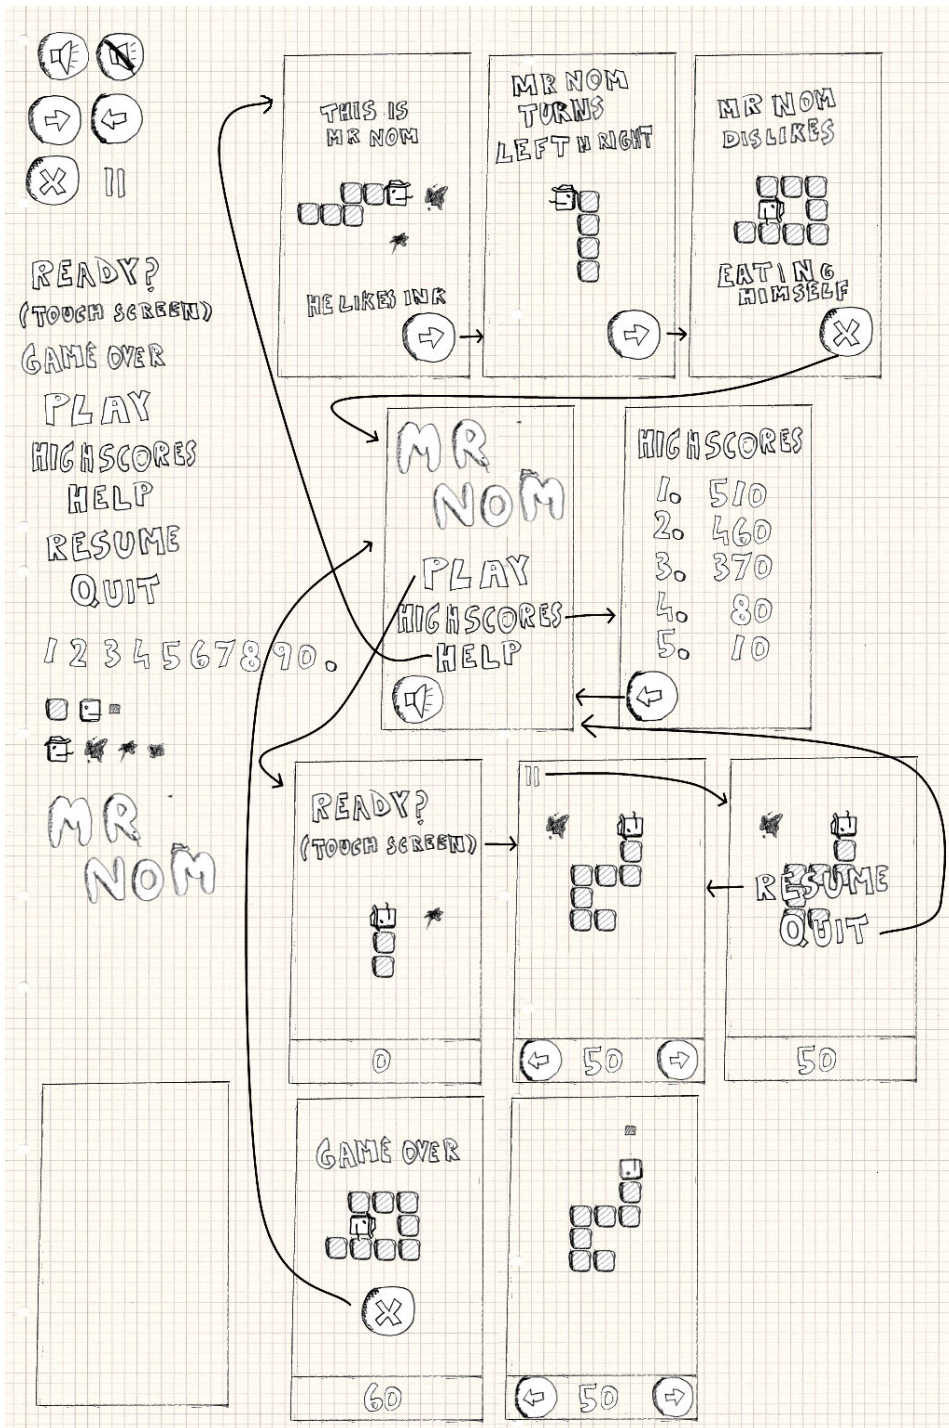 READY?
(TOUCH SCREEN)
GAME OVER
PLAY
HIGHSCORES
HELP
RESUME
QUIT
1234567890.
MR
NOM
THIS IS
MR NOM
HE LIKES INK
MR NOM
TURNS
LEFT N RIGHT
MR NOM
DISLIKES
EATING
HIMSELF
MR
NOM
PLAY
HIGHSCORES
HELP
HIGHSCORES
1. 510
2. 460
3. 370
4. 80
5. 10
READY?
(TOUCH SCREEN)
0
50
RESUME
QUIT
50
GAME OVER
60
50